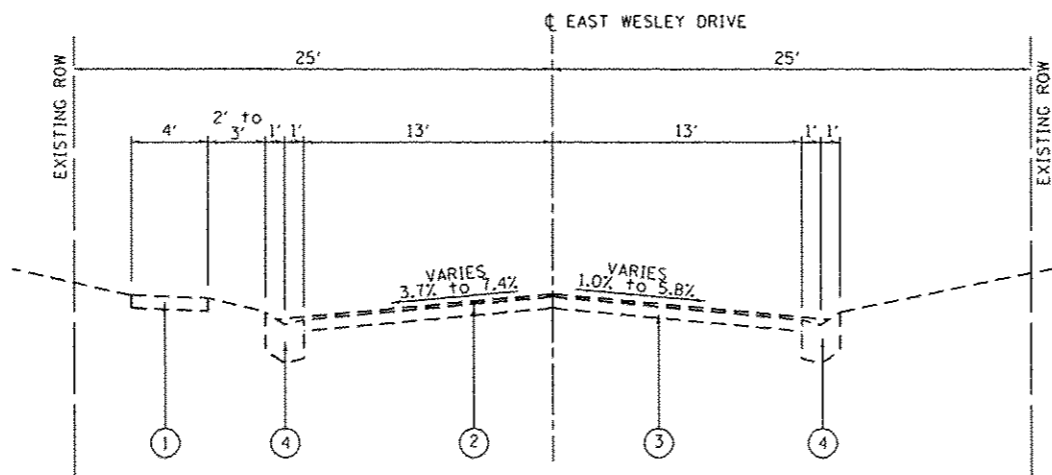 ℄ EAST WESLEY DRIVE
25' 25'
EXISTING ROW
EXISTING ROW
2' to
4' 3' 1' 1' 13' 13' 1' 1'
VARIES
3.7% to 7.4%
VARIES
1.0% to 5.8%
1 4 2 3 4